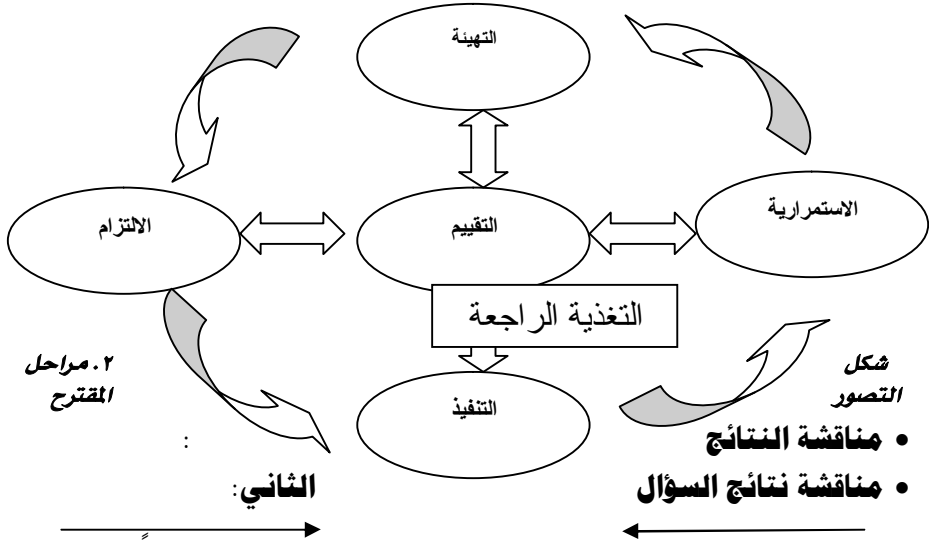 التهيئة
الاستمرارية
التقييم
الالتزام
التغذية الراجعة
التنفيذ
شكل ٢. مراحل
التصور المقترح
• مناقشة النتائج :
• مناقشة نتائج السؤال الثاني: